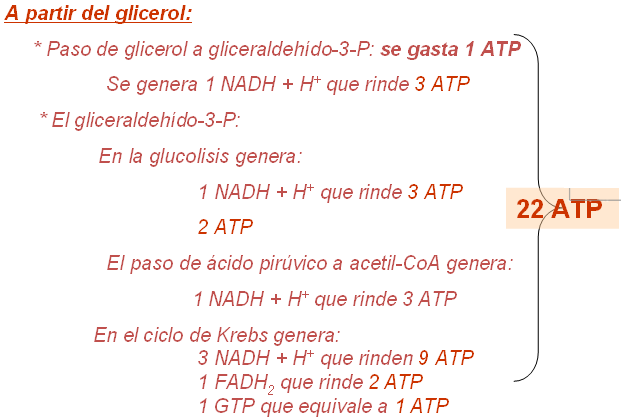 A partir del glicerol:
* Paso de glicerol a gliceraldehído-3-P: se gasta 1 ATP
Se genera 1 NADH + H⁺ que rinde 3 ATP
* El gliceraldehído-3-P:
En la glucolisis genera:
1 NADH + H⁺ que rinde 3 ATP
2 ATP
22 ATP
El paso de ácido pirúvico a acetil-CoA genera:
1 NADH + H⁺ que rinde 3 ATP
En el ciclo de Krebs genera:
3 NADH + H⁺ que rinden 9 ATP
1 FADH₂ que rinde 2 ATP
1 GTP que equivale a 1 ATP